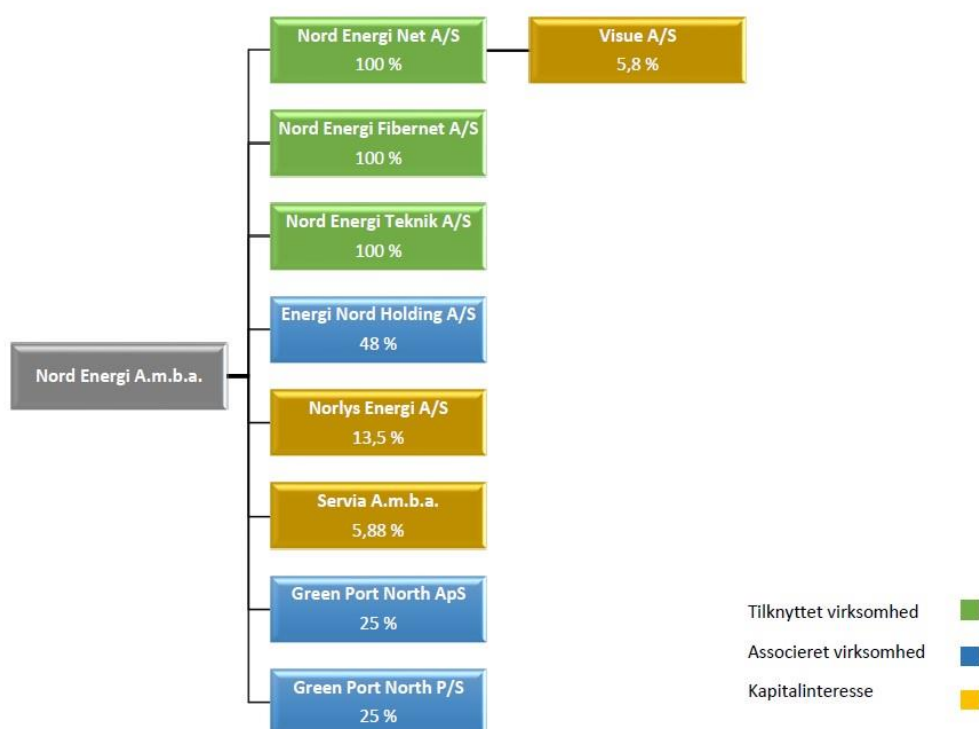 Nord Energi Net A/S
100 %
Visue A/S
5,8 %
Nord Energi Fibernet A/S
100 %
Nord Energi Teknik A/S
100 %
Energi Nord Holding A/S
48 %
Nord Energi A.m.b.a.
Norlys Energi A/S
13,5 %
Servia A.m.b.a.
5,88 %
Green Port North ApS
25 %
Green Port North P/S
25 %
Tilknyttet virksomhed
Associeret virksomhed
Kapitalinteresse